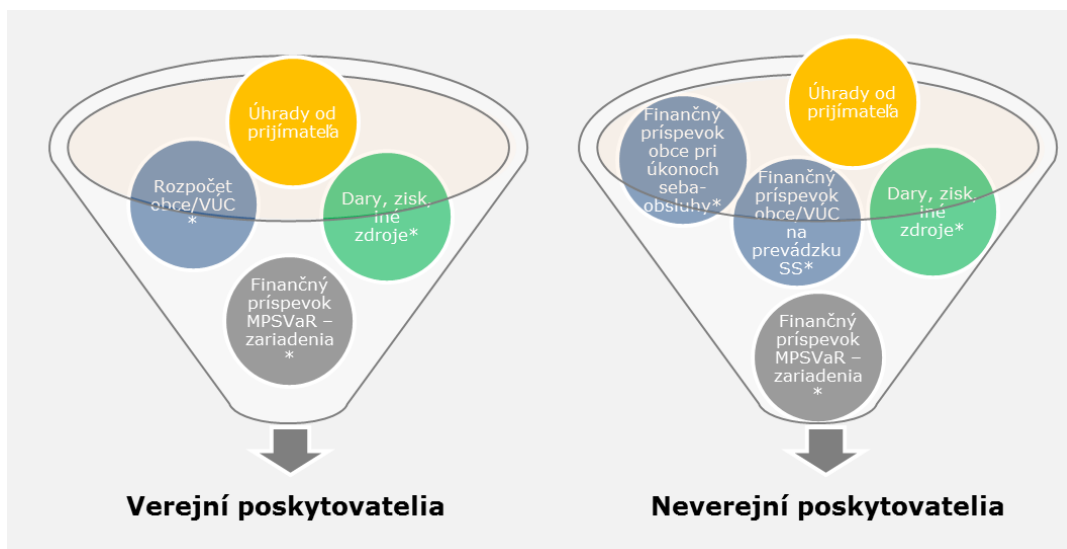 Úhrady od
prijímateľa
Rozpočet
obce/VÚC
*
Dary, zisk,
iné
zdroje*
Finančný
príspevok
MPSVaR –
zariadenia
*
Verejní poskytovatelia
Finančný
príspevok
obce pri
úkonoch
seba-
obsluhy*
Úhrady od
prijímateľa
Finančný
príspevok
obce/VÚC
na
prevádzku
SS*
Dary, zisk,
iné
zdroje*
Finančný
príspevok
MPSVaR –
zariadenia
*
Neverejní poskytovatelia